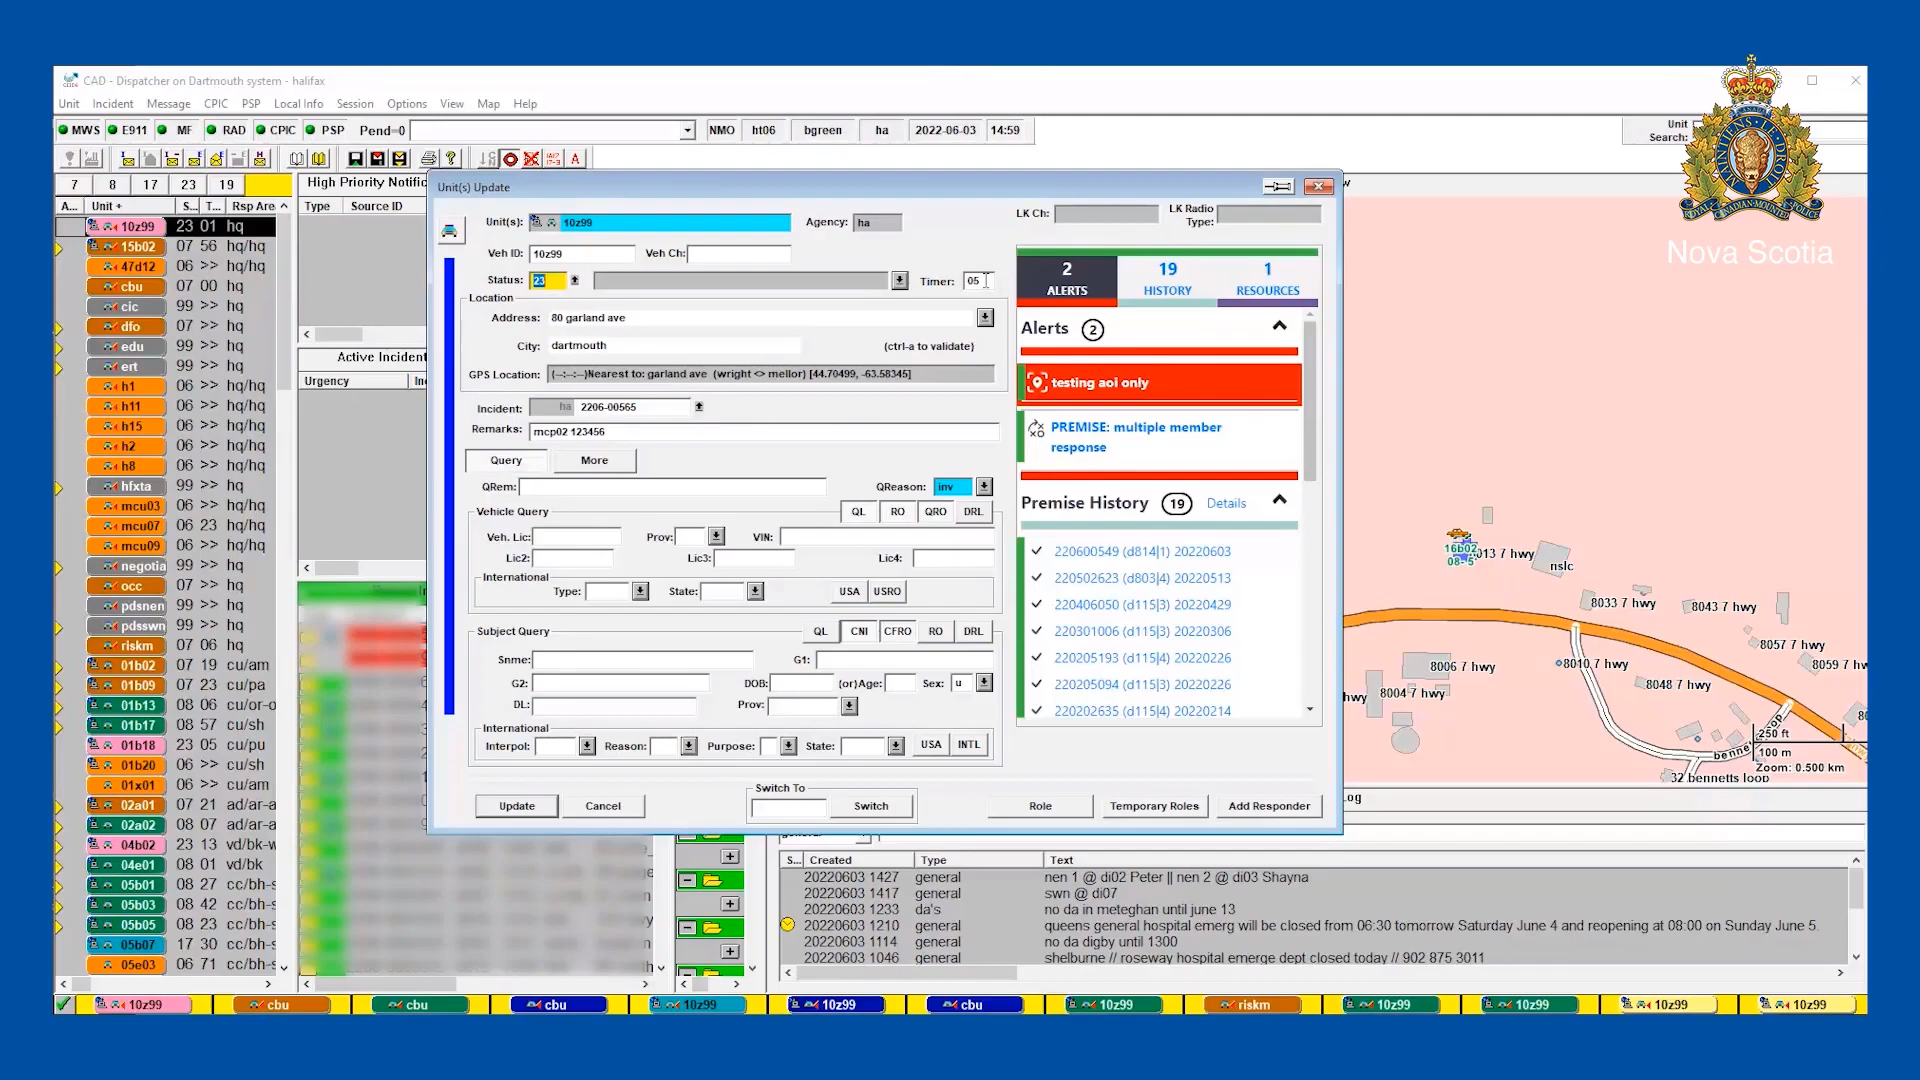 CAD - Dispatcher on Dartmouth system - halifax
Unit Incident Message CPIC PSP Local Info Session Options View Map Help
MWS E911 MF RAD CPIC PSP Pend=0 NMO ht06 bgreen ha 2022-06-03 14:59
Unit Search:
Nova Scotia
7 8 17 23 19
A... Unit + S... T... Rsp Are
10z99 23 01 hq
15b02 07 56 hq/hq
47d12 06 >> hq/hq
cbu 07 00 hq
cic 99 >> hq
dfo 07 >> hq
edu 99 >> hq
ert 99 >> hq
h1 06 >> hq/hq
h11 06 >> hq/hq
h15 06 >> hq/hq
h2 06 >> hq/hq
h8 06 >> hq/hq
hfxta 99 >> hq
mcu03 06 >> hq/hq
mcu07 06 23 hq/hq
mcu09 06 >> hq/hq
negotia 99 >> hq
occ 07 >> hq
pdsnen 99 >> hq
pdsswn 99 >> hq
riskm 07 06 hq
01b02 07 19 cu/am
01b09 07 23 cu/pa
01b13 08 06 cu/or-o
01b17 08 57 cu/sh
01b18 23 05 cu/pu
01b20 06 >> cu/sh
01x01 06 >> cu/am
02a01 07 21 ad/ar-a
02a02 08 07 ad/ar-a
04b02 23 13 vd/bk-w
04e01 08 01 vd/bk
05b01 08 27 cc/bh-s
05b03 08 42 cc/bh-s
05b05 08 23 cc/bh-s
05b07 17 30 cc/bh-s
05e03 06 71 cc/bh-s
High Priority Notific
Type Source ID
Active Incident
Urgency
Unit(s) Update
Unit(s): 10z99 Agency: ha
Veh ID: 10z99 Veh Ch:
Status: 23 Timer: 05
Location
Address: 80 garland ave
City: dartmouth (ctrl-a to validate)
GPS Location: (--:--:--)Nearest to: garland ave (wright <> mellor) [44.70499, -63.58345]
Incident: ha 2206-00565
Remarks: mcp02 123456
Query More
QRem: QReason: inv
Vehicle Query QL RO QRO DRL
Veh. Lic: Prov: VIN:
Lic2: Lic3: Lic4:
International
Type: State: USA USRO
Subject Query QL CNI CFRO RO DRL
Snme: G1:
G2: DOB: (or)Age: Sex: u
DL: Prov:
International
Interpol: Reason: Purpose: State: USA INTL
Switch To
Update Cancel Switch Role Temporary Roles Add Responder
LK Ch: LK Radio Type:
2 ALERTS 19 HISTORY 1 RESOURCES
Alerts 2
testing aoi only
PREMISE: multiple member
response
Premise History 19 Details
220600549 (d814|1) 20220603
220502623 (d803|4) 20220513
220406050 (d115|3) 20220429
220301006 (d115|3) 20220306
220205193 (d115|4) 20220226
220205094 (d115|3) 20220226
220202635 (d115|4) 20220214
16b02
08-
013 7 hwy
nslc
8033 7 hwy
8043 7 hwy
8057 7 hwy
8059 7 hw
8006 7 hwy
8010 7 hwy
8048 7 hwy
hwy 8004 7 hwy
loop
benne
32 bennetts loop
250 ft
100 m
Zoom: 0.500 km
og
S... Created Type Text
20220603 1427 general nen 1 @ di02 Peter || nen 2 @ di03 Shayna
20220603 1417 general swn @ di07
20220603 1233 da's no da in meteghan until june 13
20220603 1210 general queens general hospital emerg will be closed from 06:30 tomorrow Saturday June 4 and reopening at 08:00 on Sunday June 5.
20220603 1114 general no da digby until 1300
20220603 1046 general shelburne // roseway hospital emerge dept closed today // 902 875 3011
10z99 cbu cbu cbu 10z99 10z99 cbu 10z99 riskm 10z99 10z99 10z99 10z99